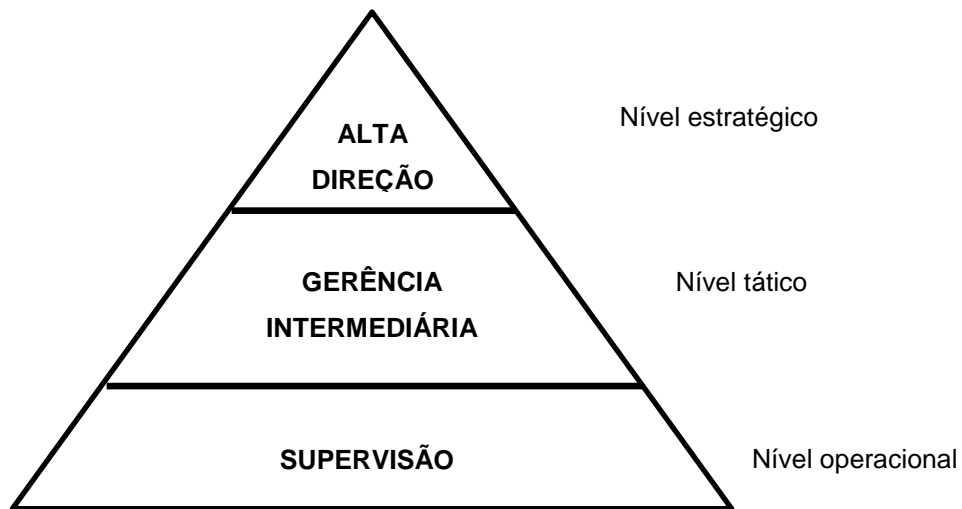 ALTA
DIREÇÃO
Nível estratégico
GERÊNCIA
INTERMEDIÁRIA
Nível tático
SUPERVISÃO
Nível operacional